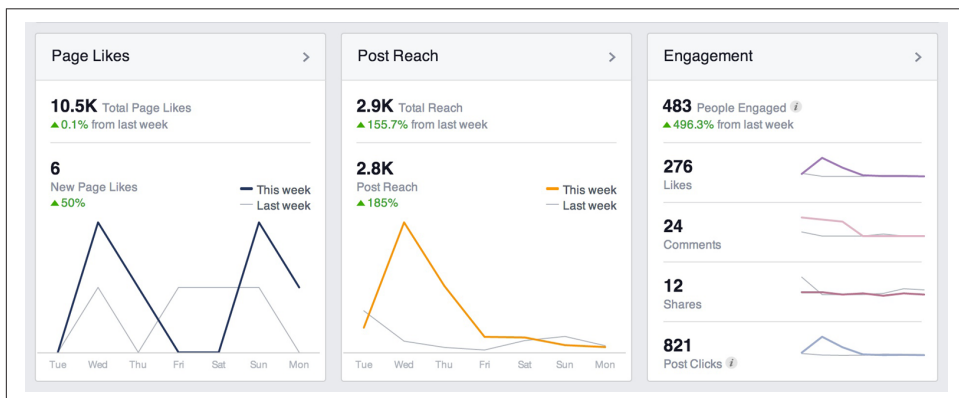 Page Likes
10.5K Total Page Likes
0.1% from last week
6
New Page Likes
50%
This week
Last week
Tue Wed Thu Fri Sat Sun Mon
Post Reach
2.9K Total Reach
155.7% from last week
2.8K
Post Reach
185%
This week
Last week
Tue Wed Thu Fri Sat Sun Mon
Engagement
483 People Engaged i
496.3% from last week
276
Likes
24
Comments
12
Shares
821
Post Clicks i